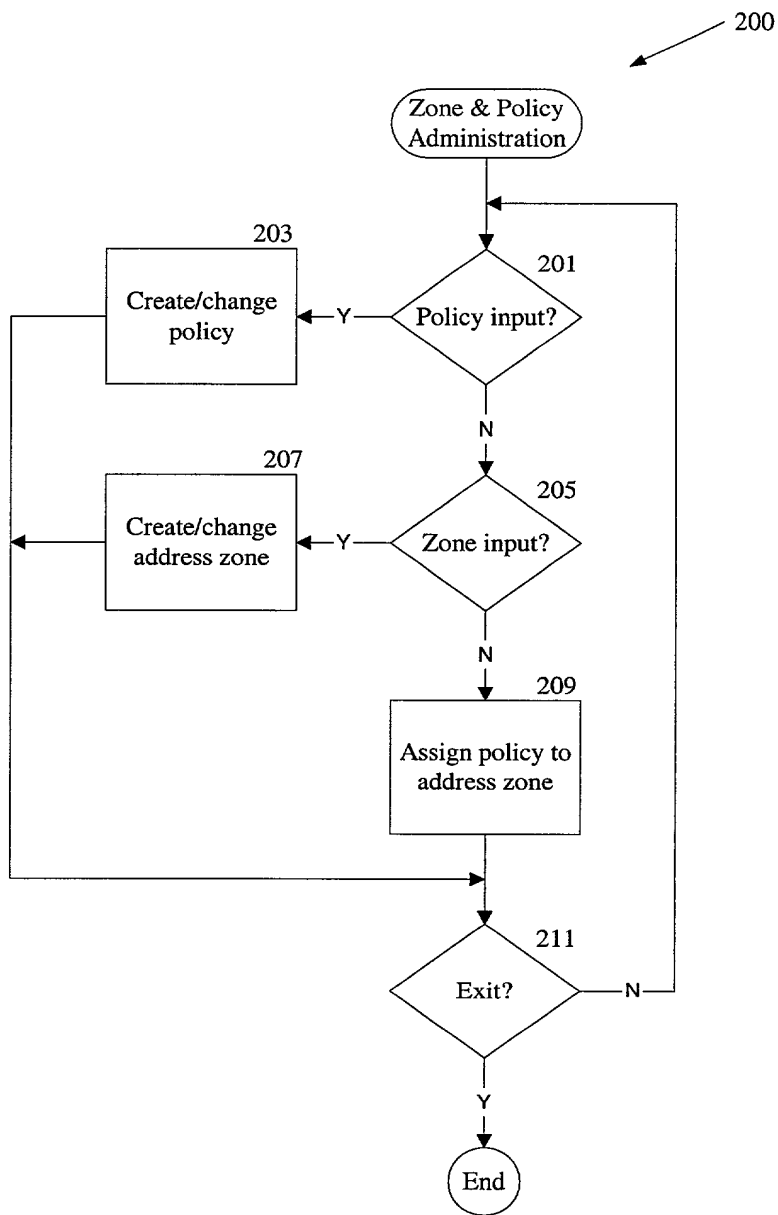 200
Zone & Policy
Administration
203
201
Create/change
policy
Y
Policy input?
N
207
205
Create/change
address zone
Y
Zone input?
N
209
Assign policy to
address zone
211
Exit?
N
Y
End